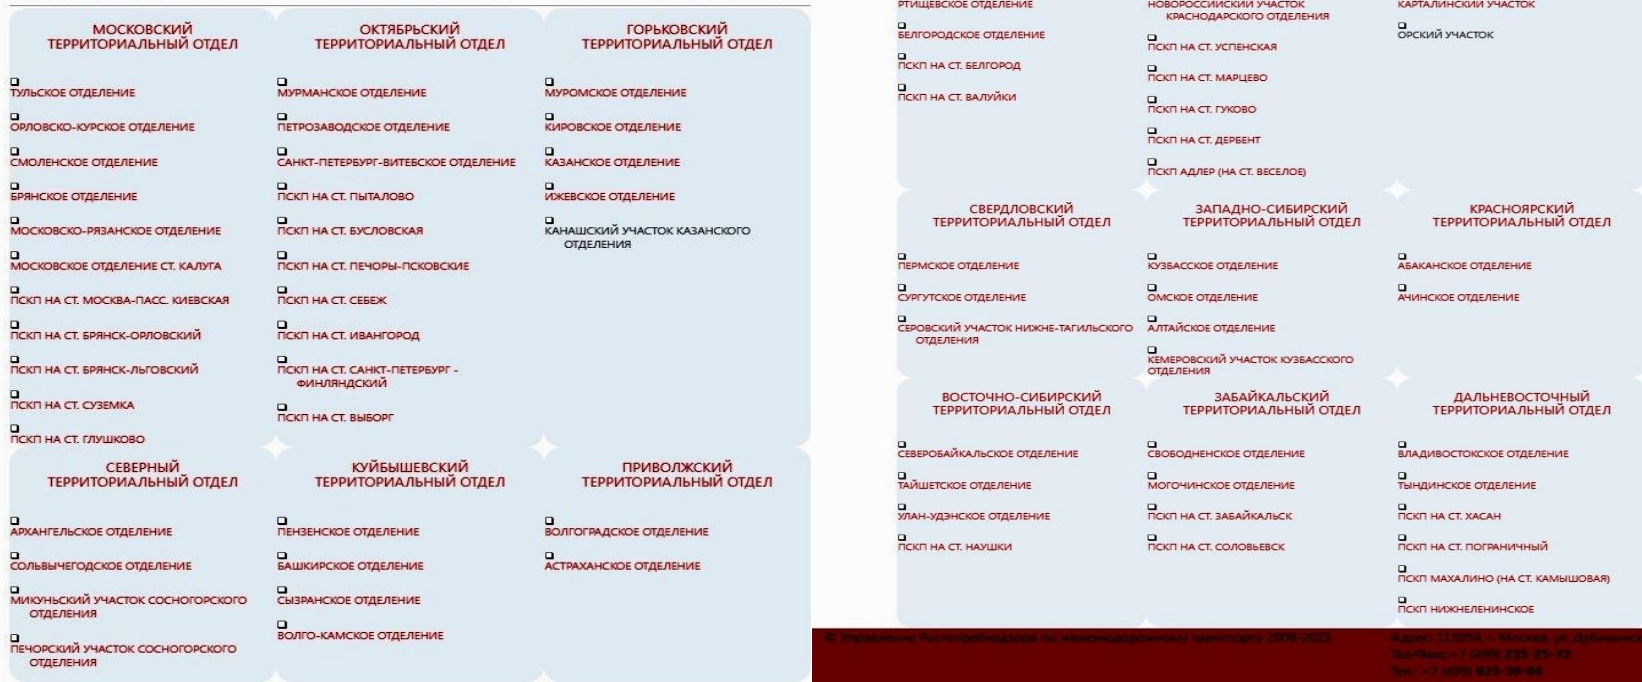 МОСКОВСКИЙ
ТЕРРИТОРИАЛЬНЫЙ ОТДЕЛ
ТУЛЬСКОЕ ОТДЕЛЕНИЕ
ОРЛОВСКО-КУРСКОЕ ОТДЕЛЕНИЕ
СМОЛЕНСКОЕ ОТДЕЛЕНИЕ
БРЯНСКОЕ ОТДЕЛЕНИЕ
МОСКОВСКО-РЯЗАНСКОЕ ОТДЕЛЕНИЕ
МОСКОВСКОЕ ОТДЕЛЕНИЕ СТ. КАЛУГА
ПСКП НА СТ. МОСКВА-ПАСС. КИЕВСКАЯ
ПСКП НА СТ. БРЯНСК-ОРЛОВСКИЙ
ПСКП НА СТ. БРЯНСК-ЛЬГОВСКИЙ
ПСКП НА СТ. СУЗЕМКА
ПСКП НА СТ. ГЛУШКОВО
ОКТЯБРЬСКИЙ
ТЕРРИТОРИАЛЬНЫЙ ОТДЕЛ
МУРМАНСКОЕ ОТДЕЛЕНИЕ
ПЕТРОЗАВОДСКОЕ ОТДЕЛЕНИЕ
САНКТ-ПЕТЕРБУРГ-ВИТЕБСКОЕ ОТДЕЛЕНИЕ
ПСКП НА СТ. ПЫТАЛОВО
ПСКП НА СТ. БУСЛОВСКАЯ
ПСКП НА СТ. ПЕЧОРЫ-ПСКОВСКИЕ
ПСКП НА СТ. СЕБЕЖ
ПСКП НА СТ. ИВАНГОРОД
ПСКП НА СТ. САНКТ-ПЕТЕРБУРГ -
ФИНЛЯНДСКИЙ
ПСКП НА СТ. ВЫБОРГ
ГОРЬКОВСКИЙ
ТЕРРИТОРИАЛЬНЫЙ ОТДЕЛ
МУРОМСКОЕ ОТДЕЛЕНИЕ
КИРОВСКОЕ ОТДЕЛЕНИЕ
КАЗАНСКОЕ ОТДЕЛЕНИЕ
ИЖЕВСКОЕ ОТДЕЛЕНИЕ
КАНАШСКИЙ УЧАСТОК КАЗАНСКОГО
ОТДЕЛЕНИЯ
СЕВЕРНЫЙ
ТЕРРИТОРИАЛЬНЫЙ ОТДЕЛ
АРХАНГЕЛЬСКОЕ ОТДЕЛЕНИЕ
СОЛЬВЫЧЕГОДСКОЕ ОТДЕЛЕНИЕ
МИКУНЬСКИЙ УЧАСТОК СОСНОГОРСКОГО
ОТДЕЛЕНИЯ
ПЕЧОРСКИЙ УЧАСТОК СОСНОГОРСКОГО
ОТДЕЛЕНИЯ
КУЙБЫШЕВСКИЙ
ТЕРРИТОРИАЛЬНЫЙ ОТДЕЛ
ПЕНЗЕНСКОЕ ОТДЕЛЕНИЕ
БАШКИРСКОЕ ОТДЕЛЕНИЕ
СЫЗРАНСКОЕ ОТДЕЛЕНИЕ
ВОЛГО-КАМСКОЕ ОТДЕЛЕНИЕ
ПРИВОЛЖСКИЙ
ТЕРРИТОРИАЛЬНЫЙ ОТДЕЛ
ВОЛГОГРАДСКОЕ ОТДЕЛЕНИЕ
АСТРАХАНСКОЕ ОТДЕЛЕНИЕ
РТИЩЕВСКОЕ ОТДЕЛЕНИЕ
БЕЛГОРОДСКОЕ ОТДЕЛЕНИЕ
ПСКП НА СТ. БЕЛГОРОД
ПСКП НА СТ. ВАЛУЙКИ
НОВОРОССИЙСКИЙ УЧАСТОК
КРАСНОДАРСКОГО ОТДЕЛЕНИЯ
ПСКП НА СТ. УСПЕНСКАЯ
ПСКП НА СТ. МАРЦЕВО
ПСКП НА СТ. ГУКОВО
ПСКП НА СТ. ДЕРБЕНТ
ПСКП АДЛЕР (НА СТ. ВЕСЕЛОЕ)
КАРТАЛИНСКИЙ УЧАСТОК
ОРСКИЙ УЧАСТОК
СВЕРДЛОВСКИЙ
ТЕРРИТОРИАЛЬНЫЙ ОТДЕЛ
ПЕРМСКОЕ ОТДЕЛЕНИЕ
СУРГУТСКОЕ ОТДЕЛЕНИЕ
СЕРОВСКИЙ УЧАСТОК НИЖНЕ-ТАГИЛЬСКОГО
ОТДЕЛЕНИЯ
ЗАПАДНО-СИБИРСКИЙ
ТЕРРИТОРИАЛЬНЫЙ ОТДЕЛ
КУЗБАССКОЕ ОТДЕЛЕНИЕ
ОМСКОЕ ОТДЕЛЕНИЕ
АЛТАЙСКОЕ ОТДЕЛЕНИЕ
КЕМЕРОВСКИЙ УЧАСТОК КУЗБАССКОГО
ОТДЕЛЕНИЯ
КРАСНОЯРСКИЙ
ТЕРРИТОРИАЛЬНЫЙ ОТДЕЛ
АБАКАНСКОЕ ОТДЕЛЕНИЕ
АЧИНСКОЕ ОТДЕЛЕНИЕ
ВОСТОЧНО-СИБИРСКИЙ
ТЕРРИТОРИАЛЬНЫЙ ОТДЕЛ
СЕВЕРОБАЙКАЛЬСКОЕ ОТДЕЛЕНИЕ
ТАЙШЕТСКОЕ ОТДЕЛЕНИЕ
УЛАН-УДЭНСКОЕ ОТДЕЛЕНИЕ
ПСКП НА СТ. НАУШКИ
ЗАБАЙКАЛЬСКИЙ
ТЕРРИТОРИАЛЬНЫЙ ОТДЕЛ
СВОБОДНЕНСКОЕ ОТДЕЛЕНИЕ
МОГОЧИНСКОЕ ОТДЕЛЕНИЕ
ПСКП НА СТ. ЗАБАЙКАЛЬСК
ПСКП НА СТ. СОЛОВЬЕВСК
ДАЛЬНЕВОСТОЧНЫЙ
ТЕРРИТОРИАЛЬНЫЙ ОТДЕЛ
ВЛАДИВОСТОКСКОЕ ОТДЕЛЕНИЕ
ТЫНДИНСКОЕ ОТДЕЛЕНИЕ
ПСКП НА СТ. ХАСАН
ПСКП НА СТ. ПОГРАНИЧНЫЙ
ПСКП МАХАЛИНО (НА СТ. КАМЫШОВАЯ)
ПСКП НИЖНЕЛЕНИНСКОЕ
© Управление Роспотребнадзора по железнодорожному транспорту 2006-2023
Адрес: 115054, г. Москва, ул.
Тел/Факс: +7 (499) 235-25-72
Тел.: +7 (499) 629-36-04